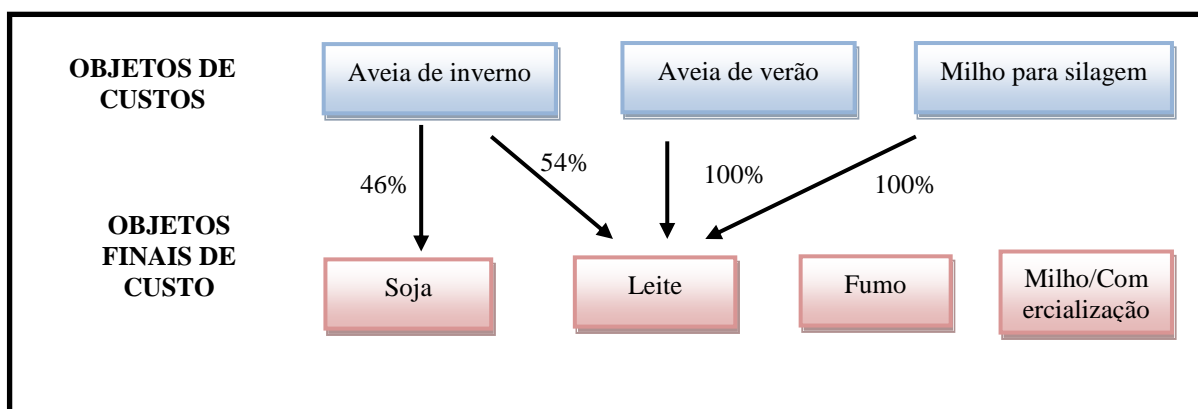 OBJETOS DE
CUSTOS
Aveia de inverno
Aveia de verão
Milho para silagem
46%
54%
100%
100%
OBJETOS
FINAIS DE
CUSTO
Soja
Leite
Fumo
Milho/Com
ercialização